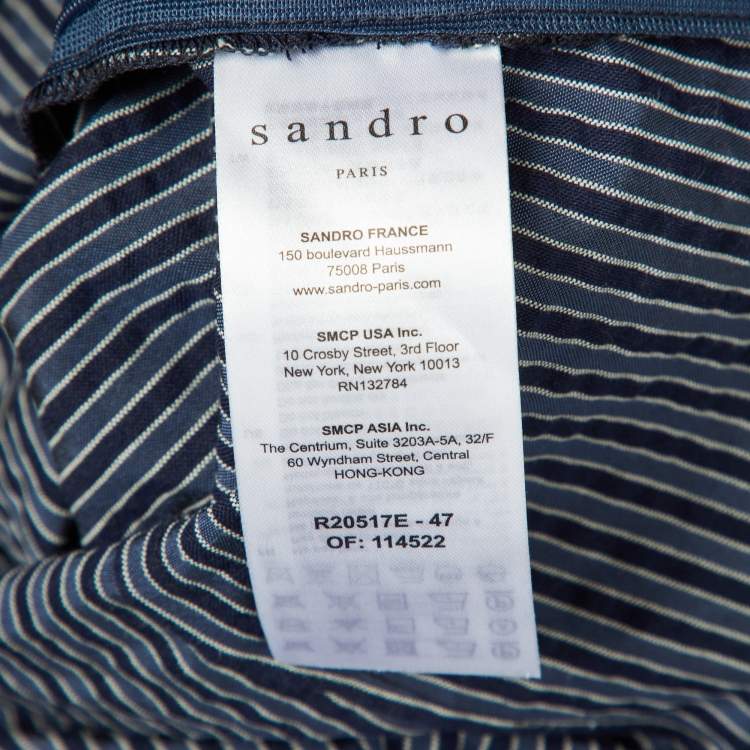 sandro
PARIS
SANDRO FRANCE
150 boulevard Haussmann
75008 Paris
www.sandro-paris.com
SMCP USA Inc.
10 Crosby Street, 3rd Floor
New York, New York 10013
RN132784
SMCP ASIA Inc.
The Centrium, Suite 3203A-5A, 32/F
60 Wyndham Street, Central
HONG-KONG
R20517E - 47
OF: 114522